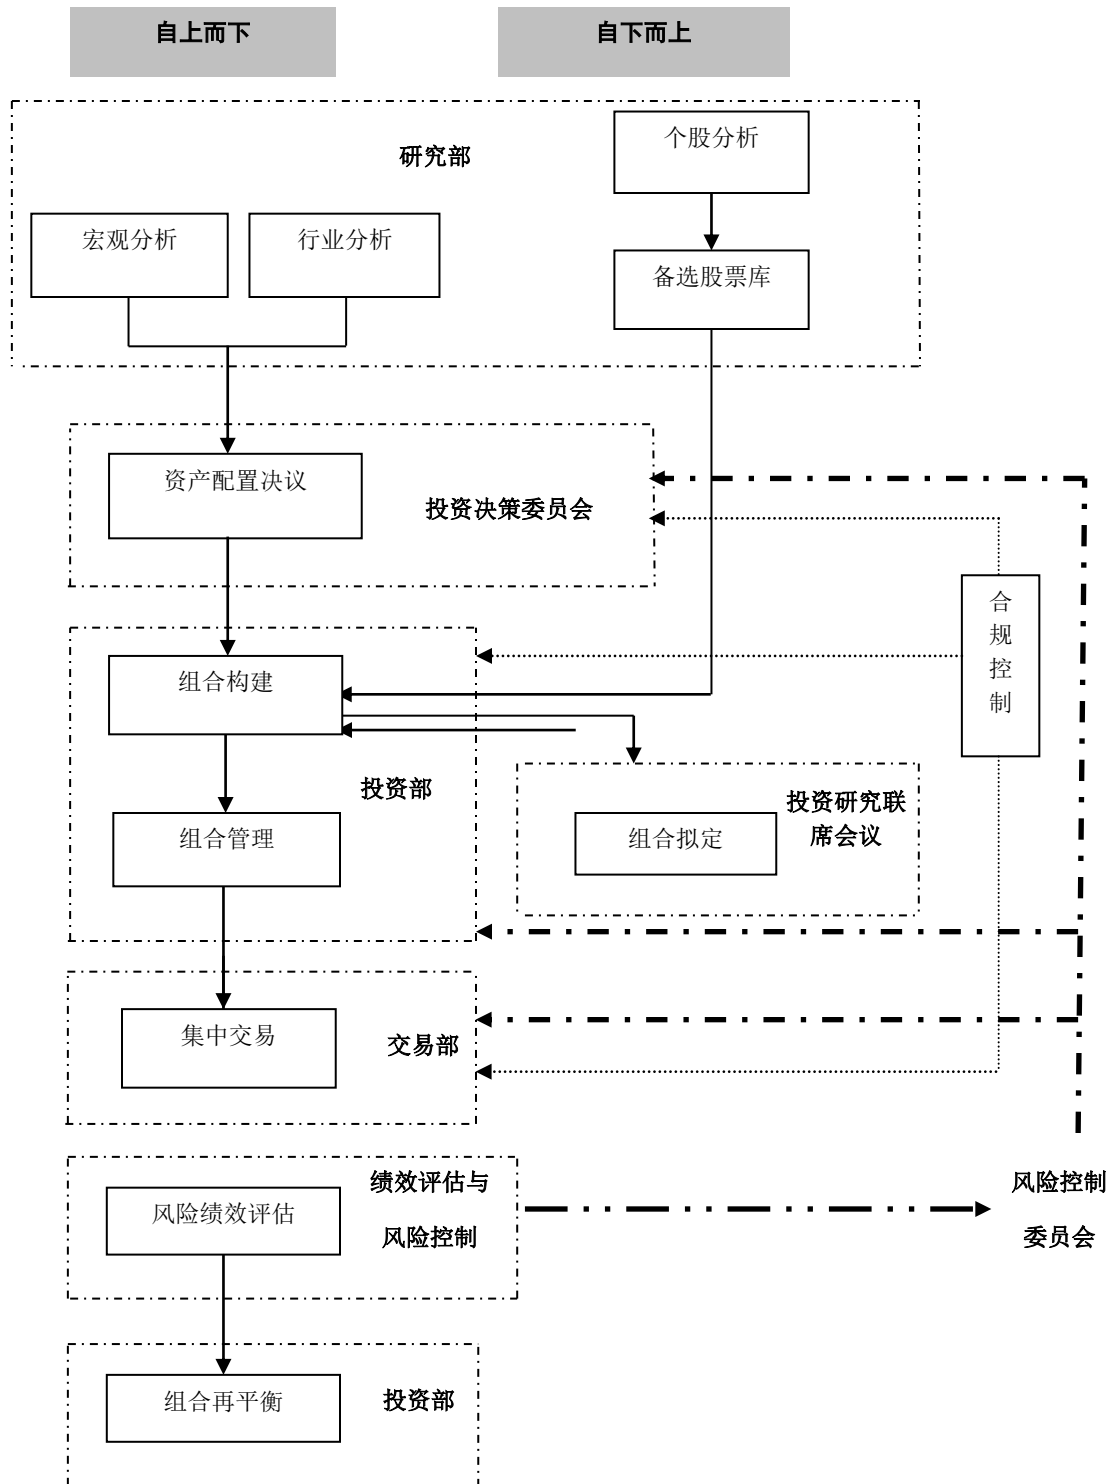 自上而下
自下而上
研究部
个股分析
宏观分析
行业分析
备选股票库
资产配置决议
投资决策委员会
合
规
控
制
组合构建
投资部
投资研究联
席会议
组合管理
组合拟定
集中交易
交易部
绩效评估与
风险控制
风险绩效评估
风险控制
委员会
组合再平衡
投资部